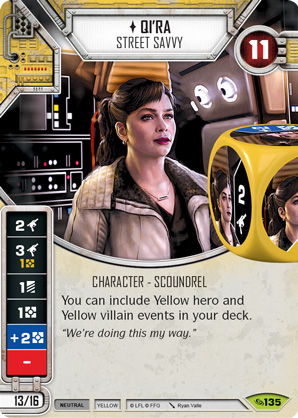 QI'RA
STREET SAVVY
11
2
3
1
1
1
+2
-
CHARACTER - SCOUNDREL
You can include Yellow hero and
Yellow villain events in your deck.
"We're doing this my way."
13/16
NEUTRAL
YELLOW
© LFL © FFG
Ryan Valle
135